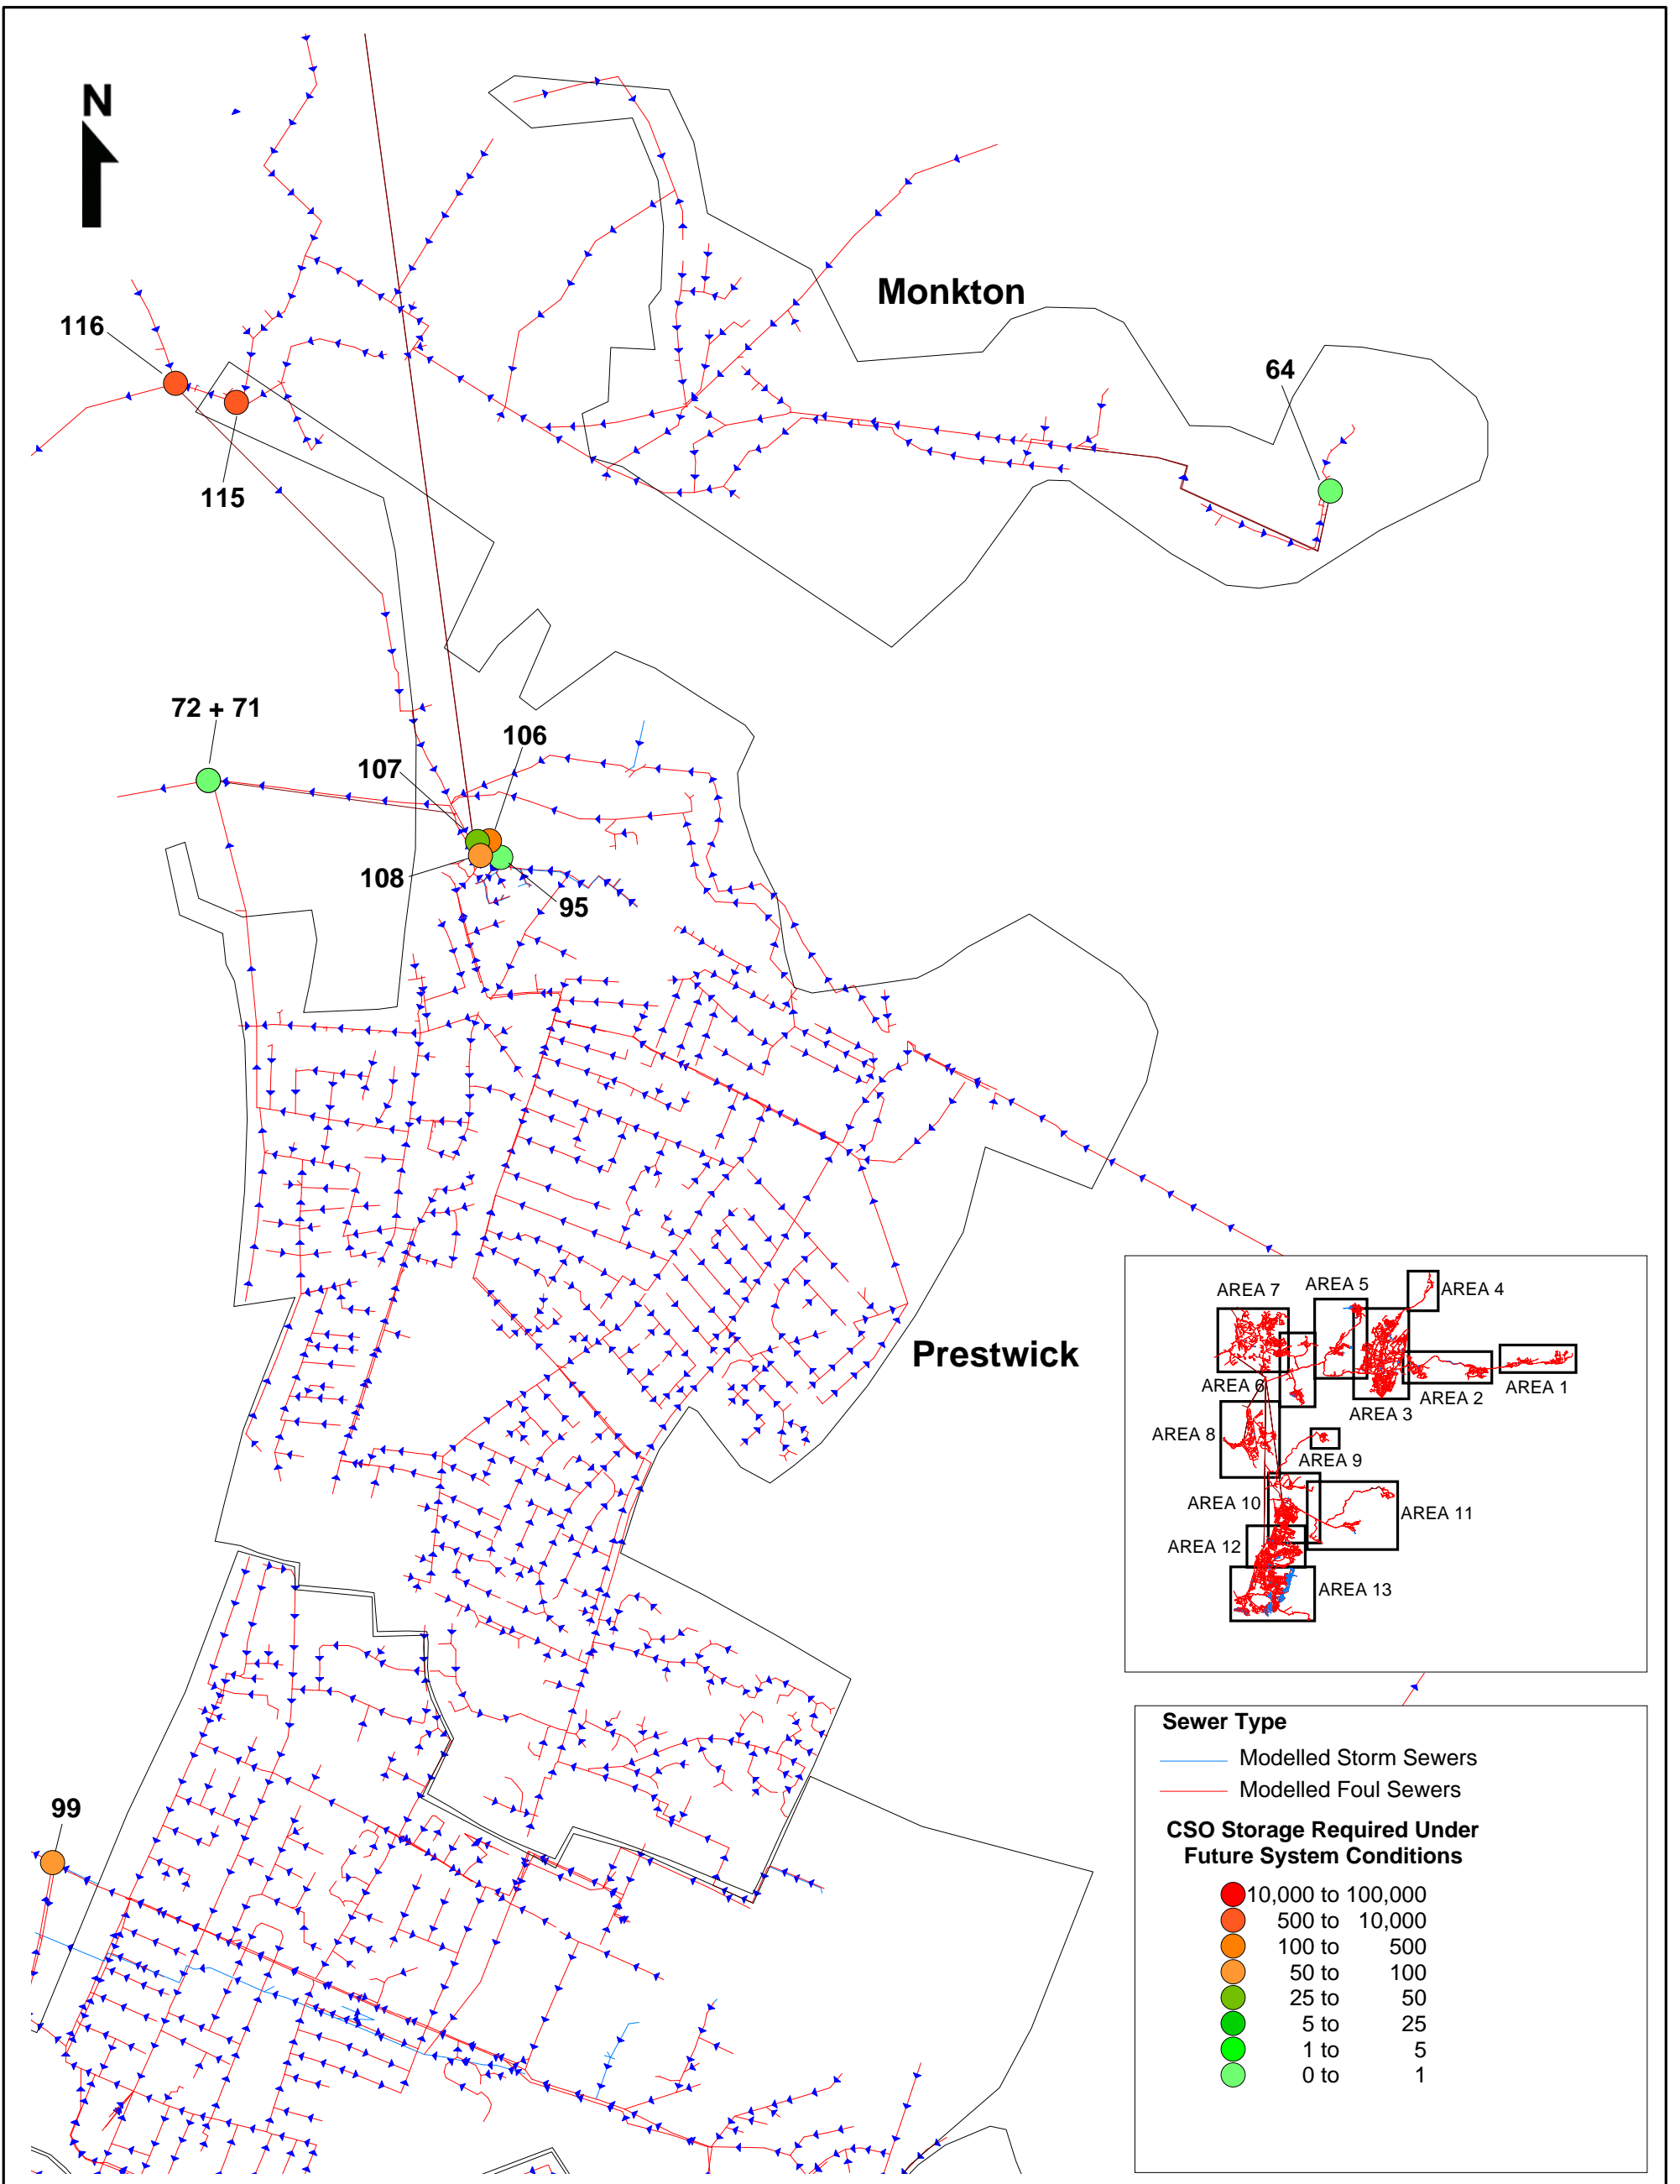 N
Monkton
116
64
115
72 + 71
106
107
108
95
Prestwick
AREA 7
AREA 5
AREA 4
AREA 6
AREA 2
AREA 1
AREA 3
AREA 8
AREA 9
AREA 10
AREA 11
AREA 12
AREA 13
99
Sewer Type
Modelled Storm Sewers
Modelled Foul Sewers
CSO Storage Required Under
Future System Conditions
10,000 to 100,000
500 to 10,000
100 to 500
50 to 100
25 to 50
5 to 25
1 to 5
0 to 1